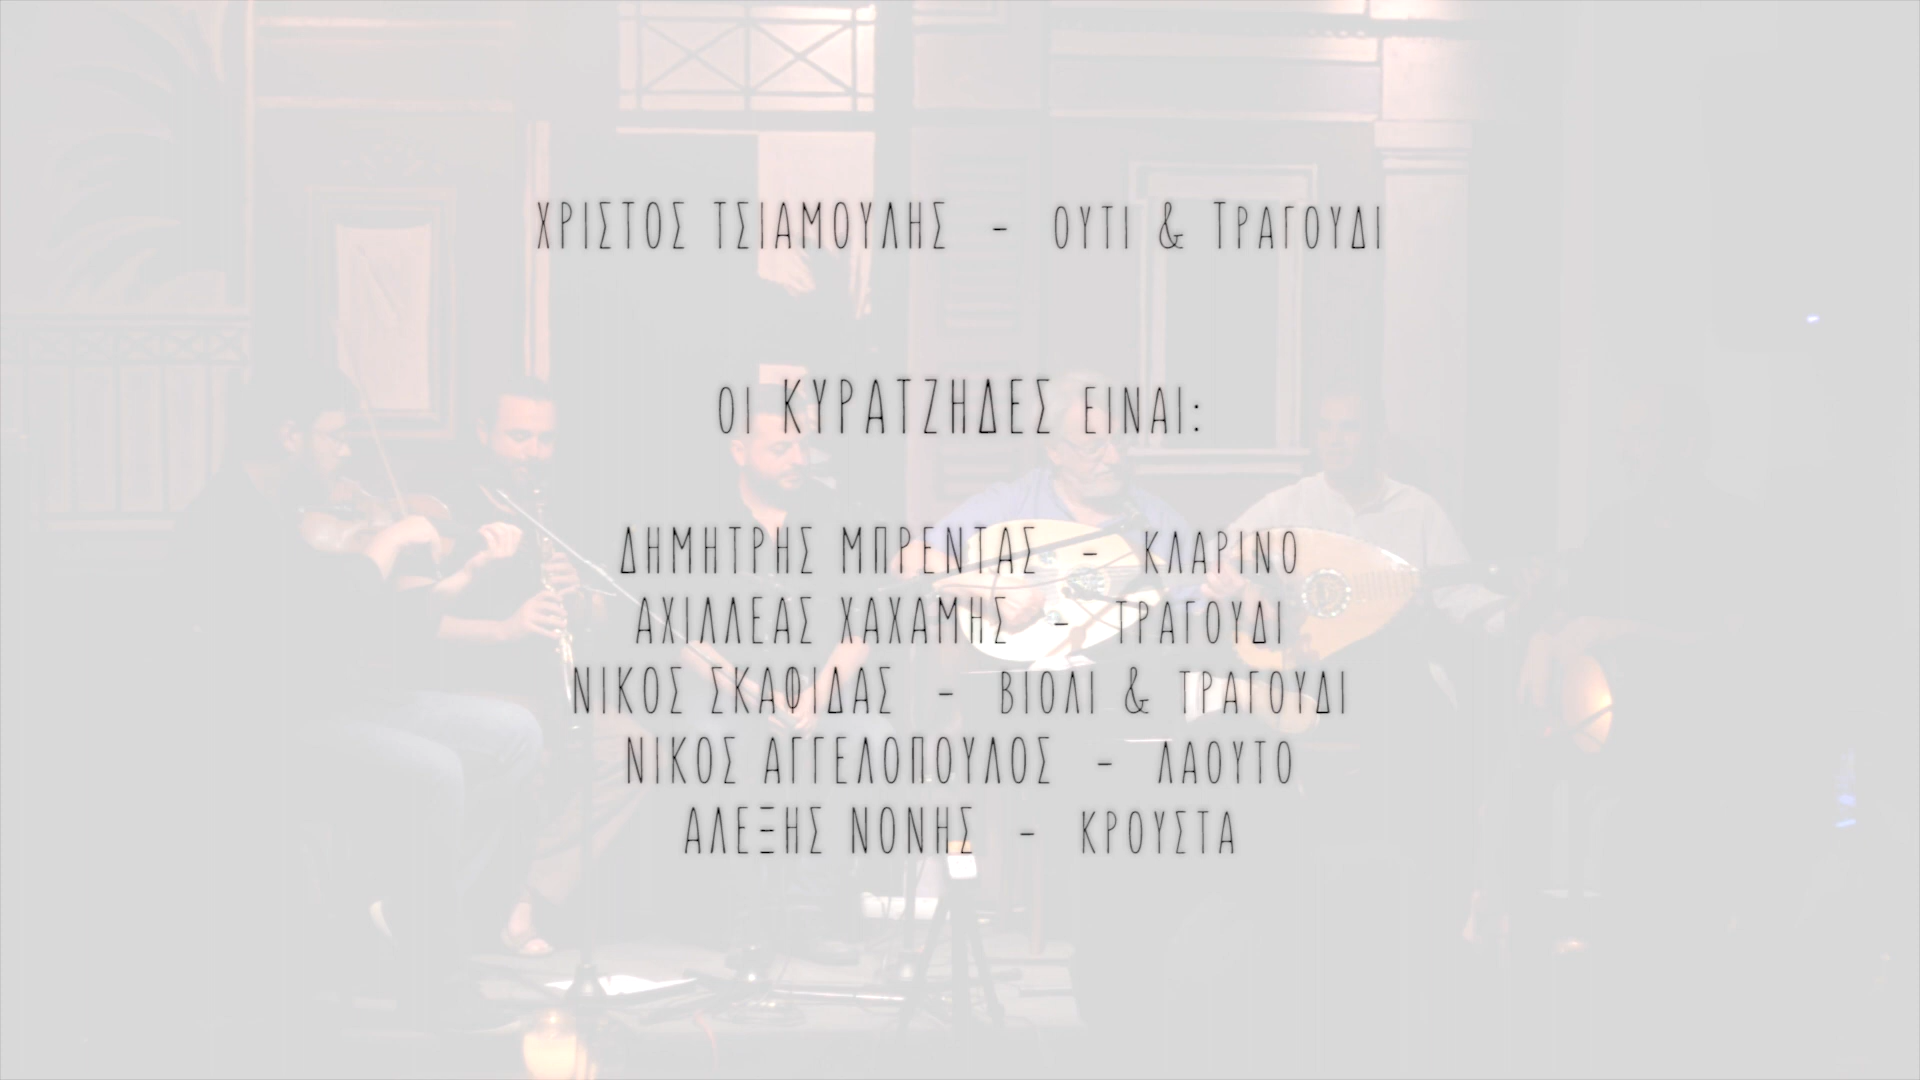 ΧΡΙΣΤΟΣ ΤΣΙΑΜΟΥΛΗΣ - ΟΥΤΙ & ΤΡΑΓΟΥΔΙ
ΟΙ ΚΥΡΑΤΖΗΔΕΣ ΕΙΝΑΙ:
ΔΗΜΗΤΡΗΣ ΜΠΡΕΝΤΑΣ - ΚΛΑΡΙΝΟ
ΑΧΙΛΛΕΑΣ ΧΑΧΑΜΗΣ - ΤΡΑΓΟΥΔΙ
ΝΙΚΟΣ ΣΚΑΦΙΔΑΣ - ΒΙΟΛΙ & ΤΡΑΓΟΥΔΙ
ΝΙΚΟΣ ΑΓΓΕΛΟΠΟΥΛΟΣ - ΛΑΟΥΤΟ
ΑΛΕΞΗΣ ΝΟΝΗΣ - ΚΡΟΥΣΤΑ